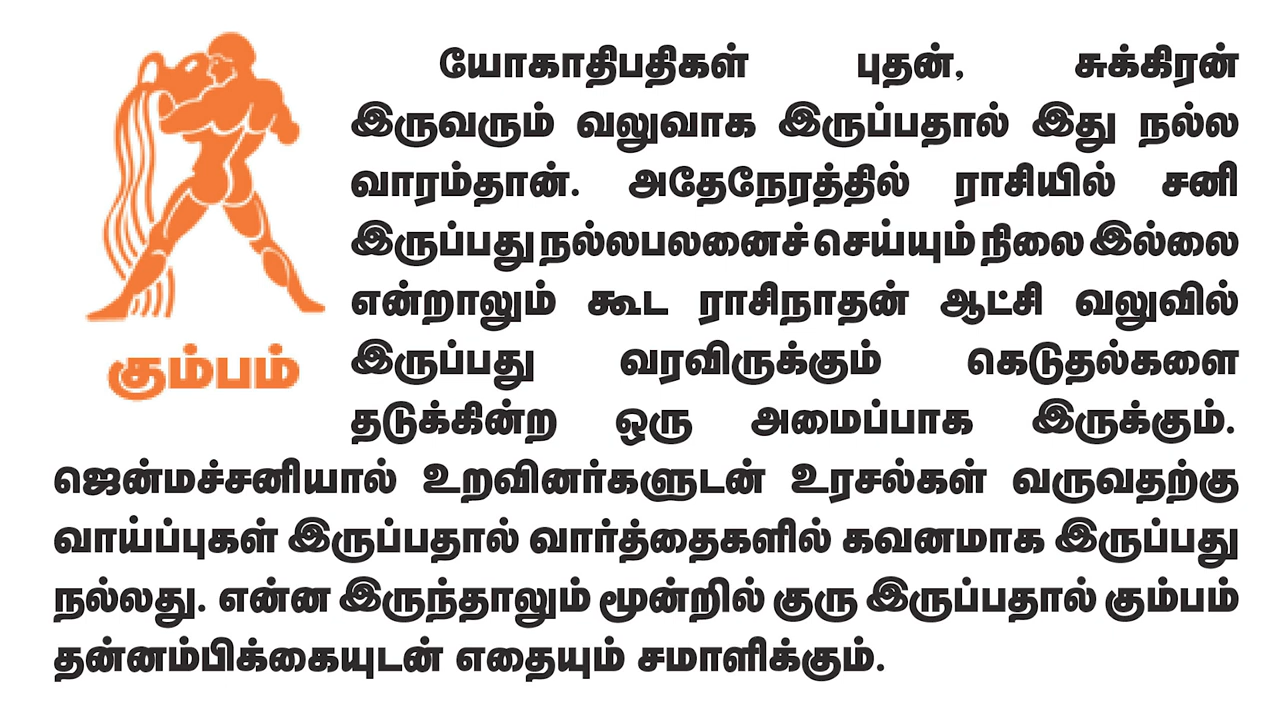 யோகாதிபதிகள் புதன், சுக்கிரன்
இருவரும் வலுவாக இருப்பதால் இது நல்ல
வாரம்தான். அதேநேரத்தில் ராசியில் சனி
இருப்பது நல்லபலனைச் செய்யும் நிலை இல்லை
என்றாலும் கூட ராசிநாதன் ஆட்சி வலுவில்
இருப்பது வரவிருக்கும் கெடுதல்களை
தடுக்கின்ற ஒரு அமைப்பாக இருக்கும்.
ஜென்மச்சனியால் உறவினர்களுடன் உரசல்கள் வருவதற்கு
வாய்ப்புகள் இருப்பதால் வார்த்தைகளில் கவனமாக இருப்பது
நல்லது. என்ன இருந்தாலும் மூன்றில் குரு இருப்பதால் கும்பம்
தன்னம்பிக்கையுடன் எதையும் சமாளிக்கும்.
கும்பம்